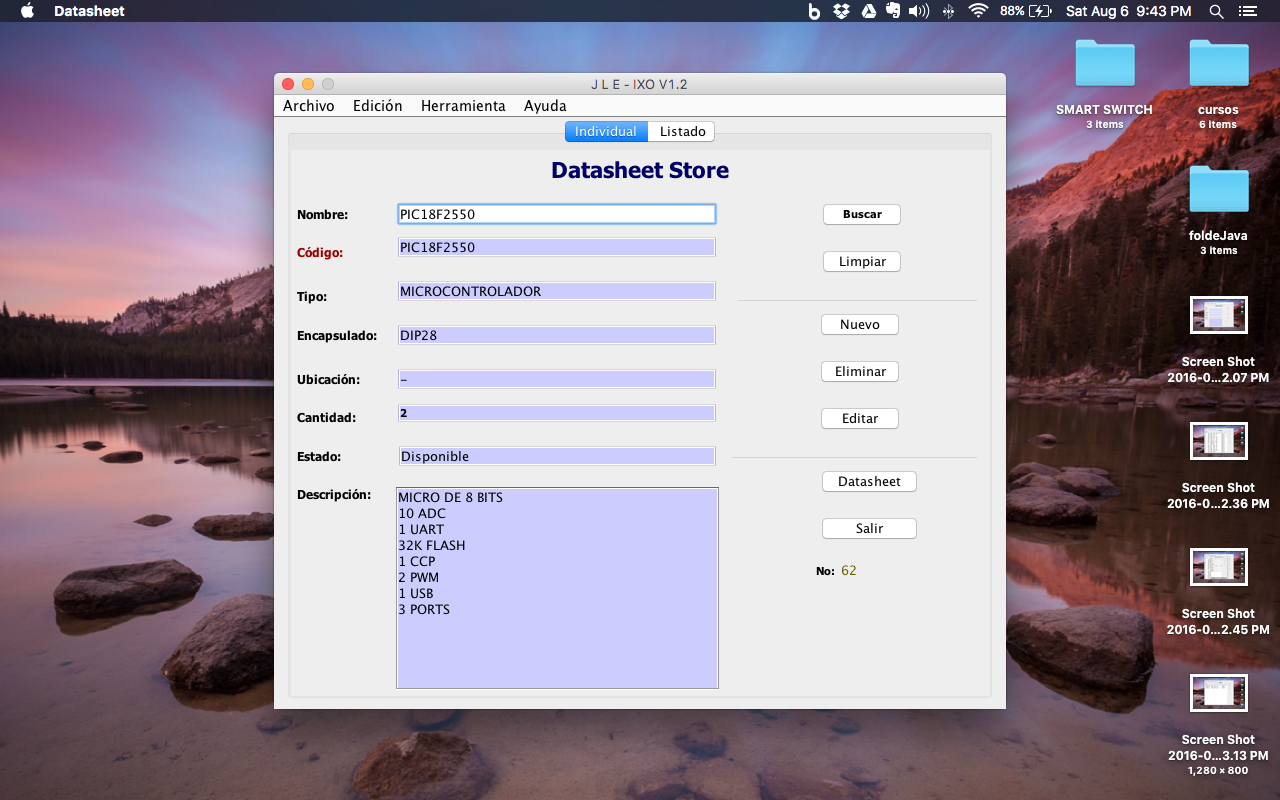 Datasheet
88%
Sat Aug 6 9:43 PM
J L E - IXO V1.2
Archivo Edición Herramienta Ayuda
Individual Listado
Datasheet Store
Nombre: PIC18F2550 Buscar
Código: PIC18F2550
Limpiar
Tipo: MICROCONTROLADOR
Nuevo
Encapsulado: DIP28
Eliminar
Ubicación: -
Cantidad: 2 Editar
Estado: Disponible
Datasheet
Descripción: MICRO DE 8 BITS
10 ADC
1 UART
32K FLASH
1 CCP
2 PWM
1 USB
3 PORTS
Salir
No: 62
SMART SWITCH
3 items
cursos
6 items
foldeJava
3 items
Screen Shot
2016-0...2.07 PM
Screen Shot
2016-0...2.36 PM
Screen Shot
2016-0...2.45 PM
Screen Shot
2016-0...3.13 PM
1,280 × 800